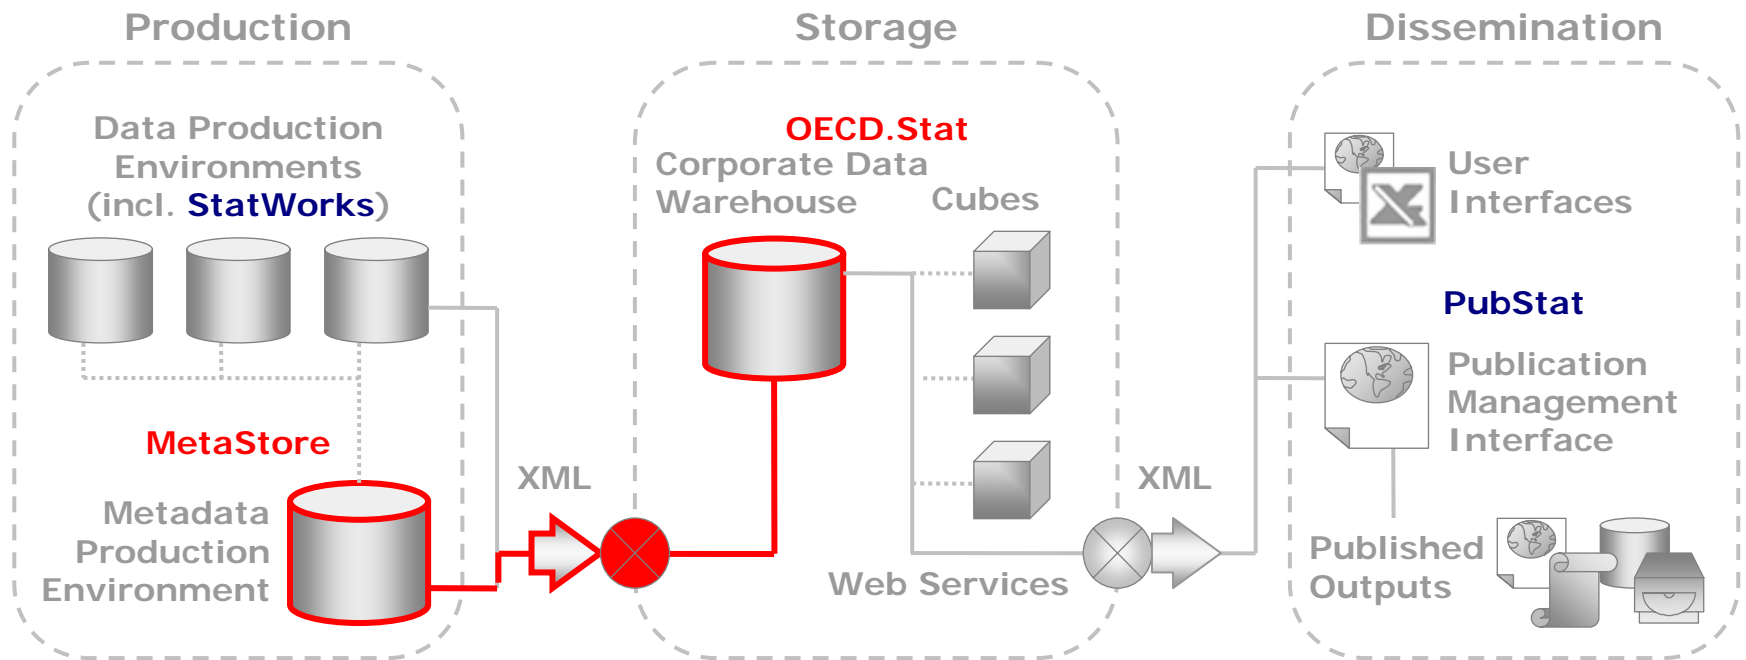 Production
Data Production
Environments
(incl. StatWorks)
MetaStore
Metadata
Production
Environment
XML
Storage
OECD.Stat
Corporate Data
Warehouse
Cubes
Web Services
XML
Dissemination
User
Interfaces
PubStat
Publication
Management
Interface
Published
Outputs